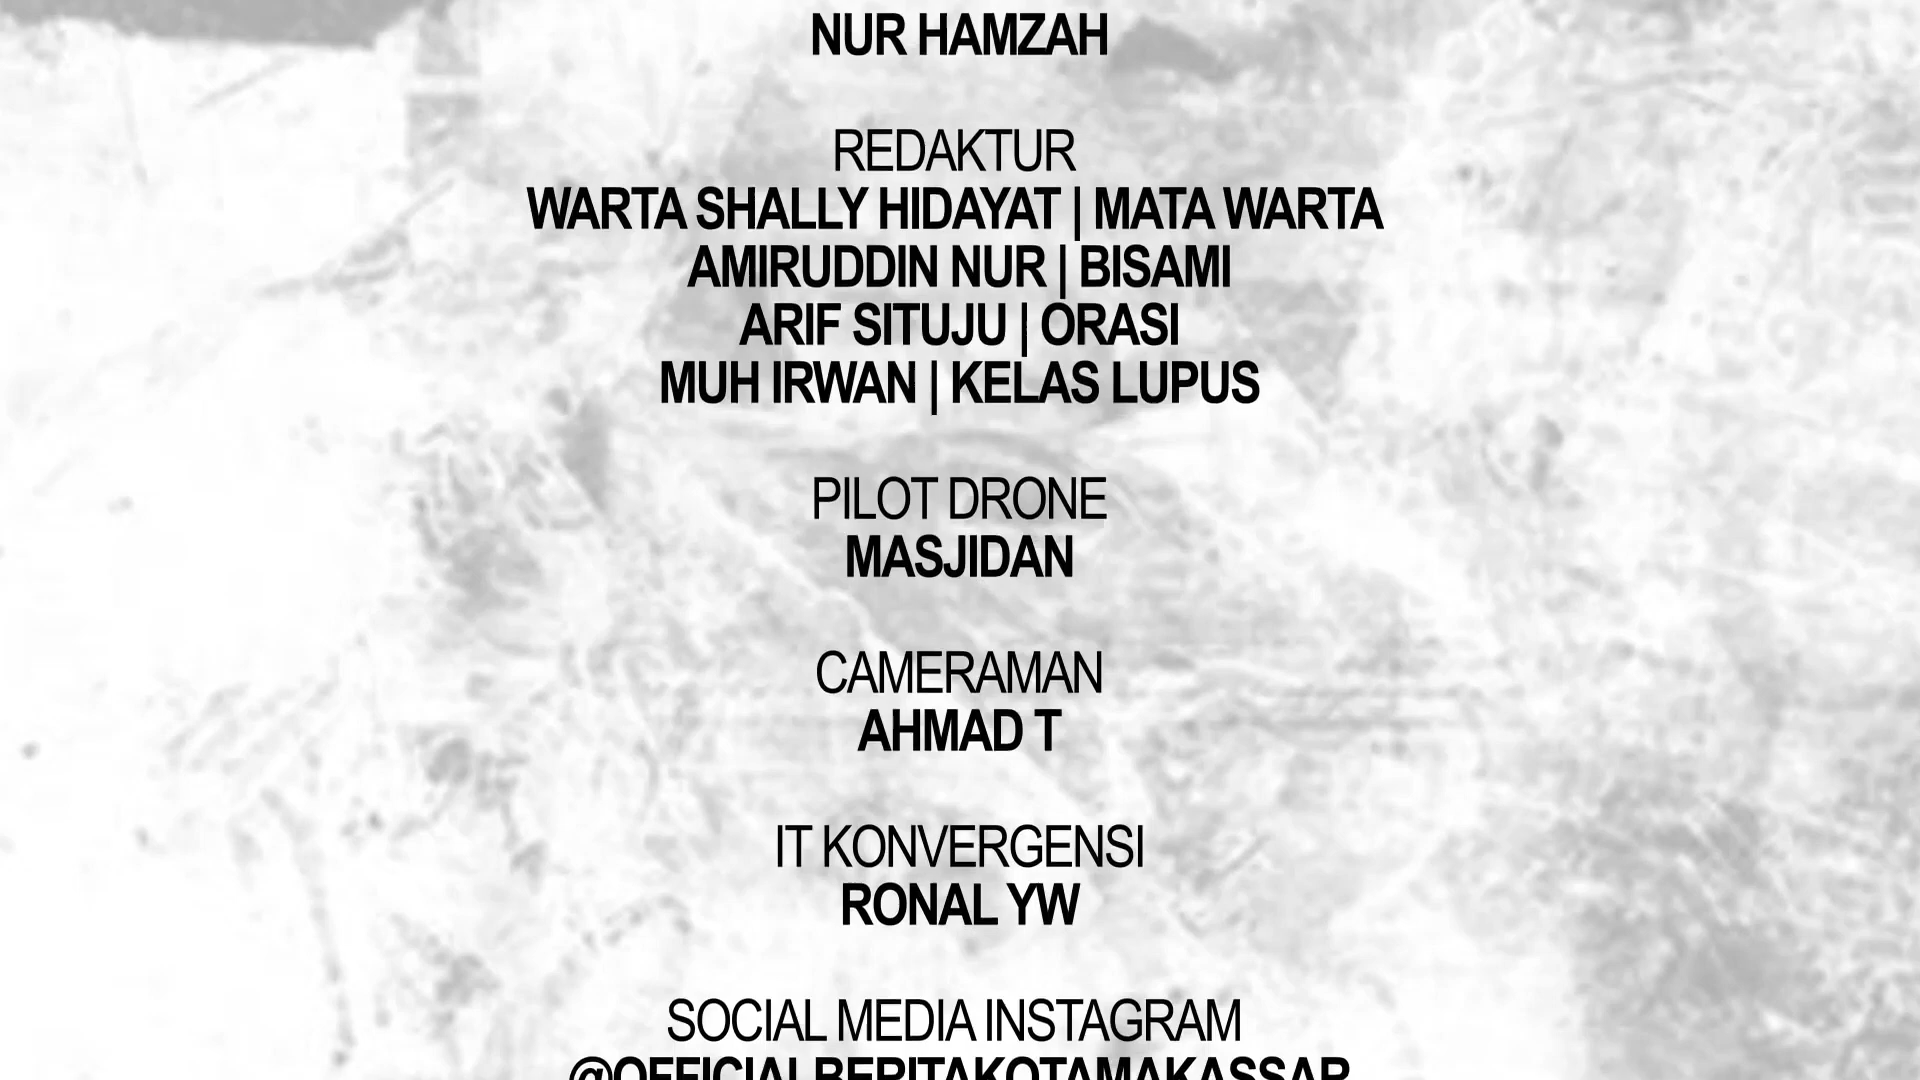 NUR HAMZAH
REDAKTUR
WARTA SHALLY HIDAYAT | MATA WARTA
AMIRUDDIN NUR | BISAMI
ARIF SITUJU | ORASI
MUH IRWAN | KELAS LUPUS
PILOT DRONE
MASJIDAN
CAMERAMAN
AHMAD T
IT KONVERGENSI
RONAL YW
SOCIAL MEDIA INSTAGRAM
@OFFICIALBERITAKOTAMAKASSAR